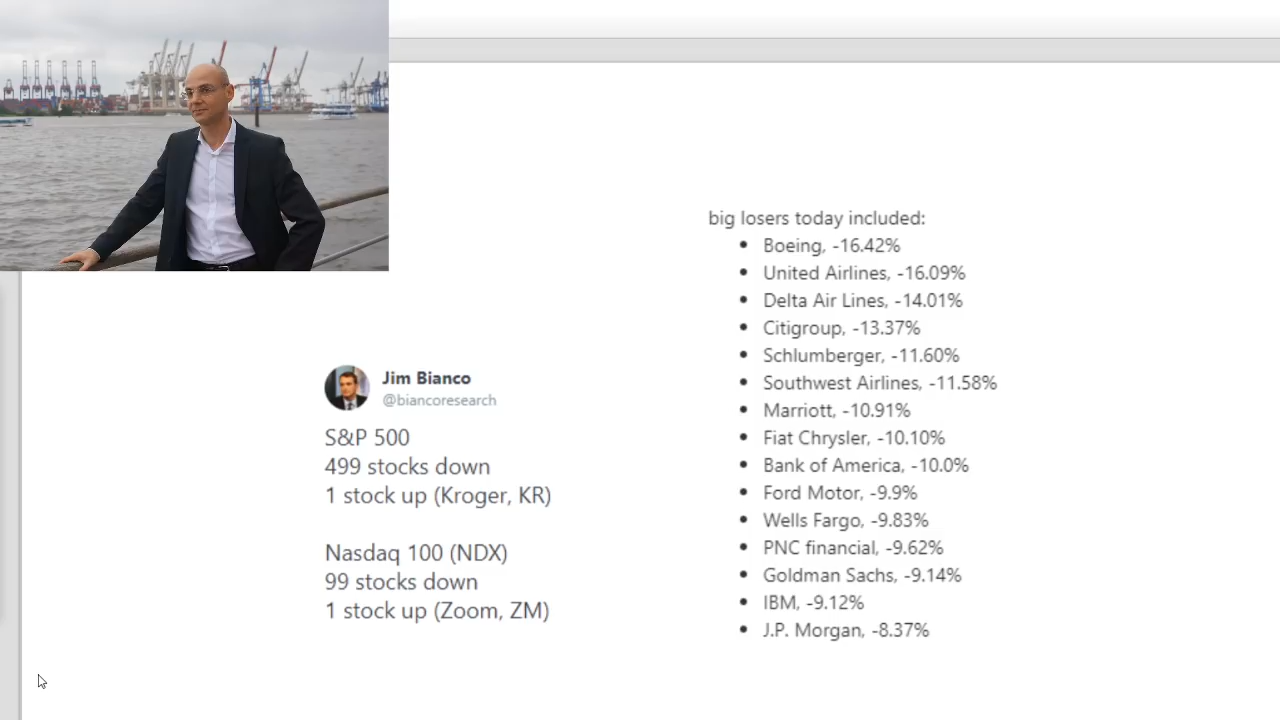 Jim Bianco
@biancoresearch
S&P 500
499 stocks down
1 stock up (Kroger, KR)
Nasdaq 100 (NDX)
99 stocks down
1 stock up (Zoom, ZM)
big losers today included:
Boeing, -16.42%
United Airlines, -16.09%
Delta Air Lines, -14.01%
Citigroup, -13.37%
Schlumberger, -11.60%
Southwest Airlines, -11.58%
Marriott, -10.91%
Fiat Chrysler, -10.10%
Bank of America, -10.0%
Ford Motor, -9.9%
Wells Fargo, -9.83%
PNC financial, -9.62%
Goldman Sachs, -9.14%
IBM, -9.12%
J.P. Morgan, -8.37%